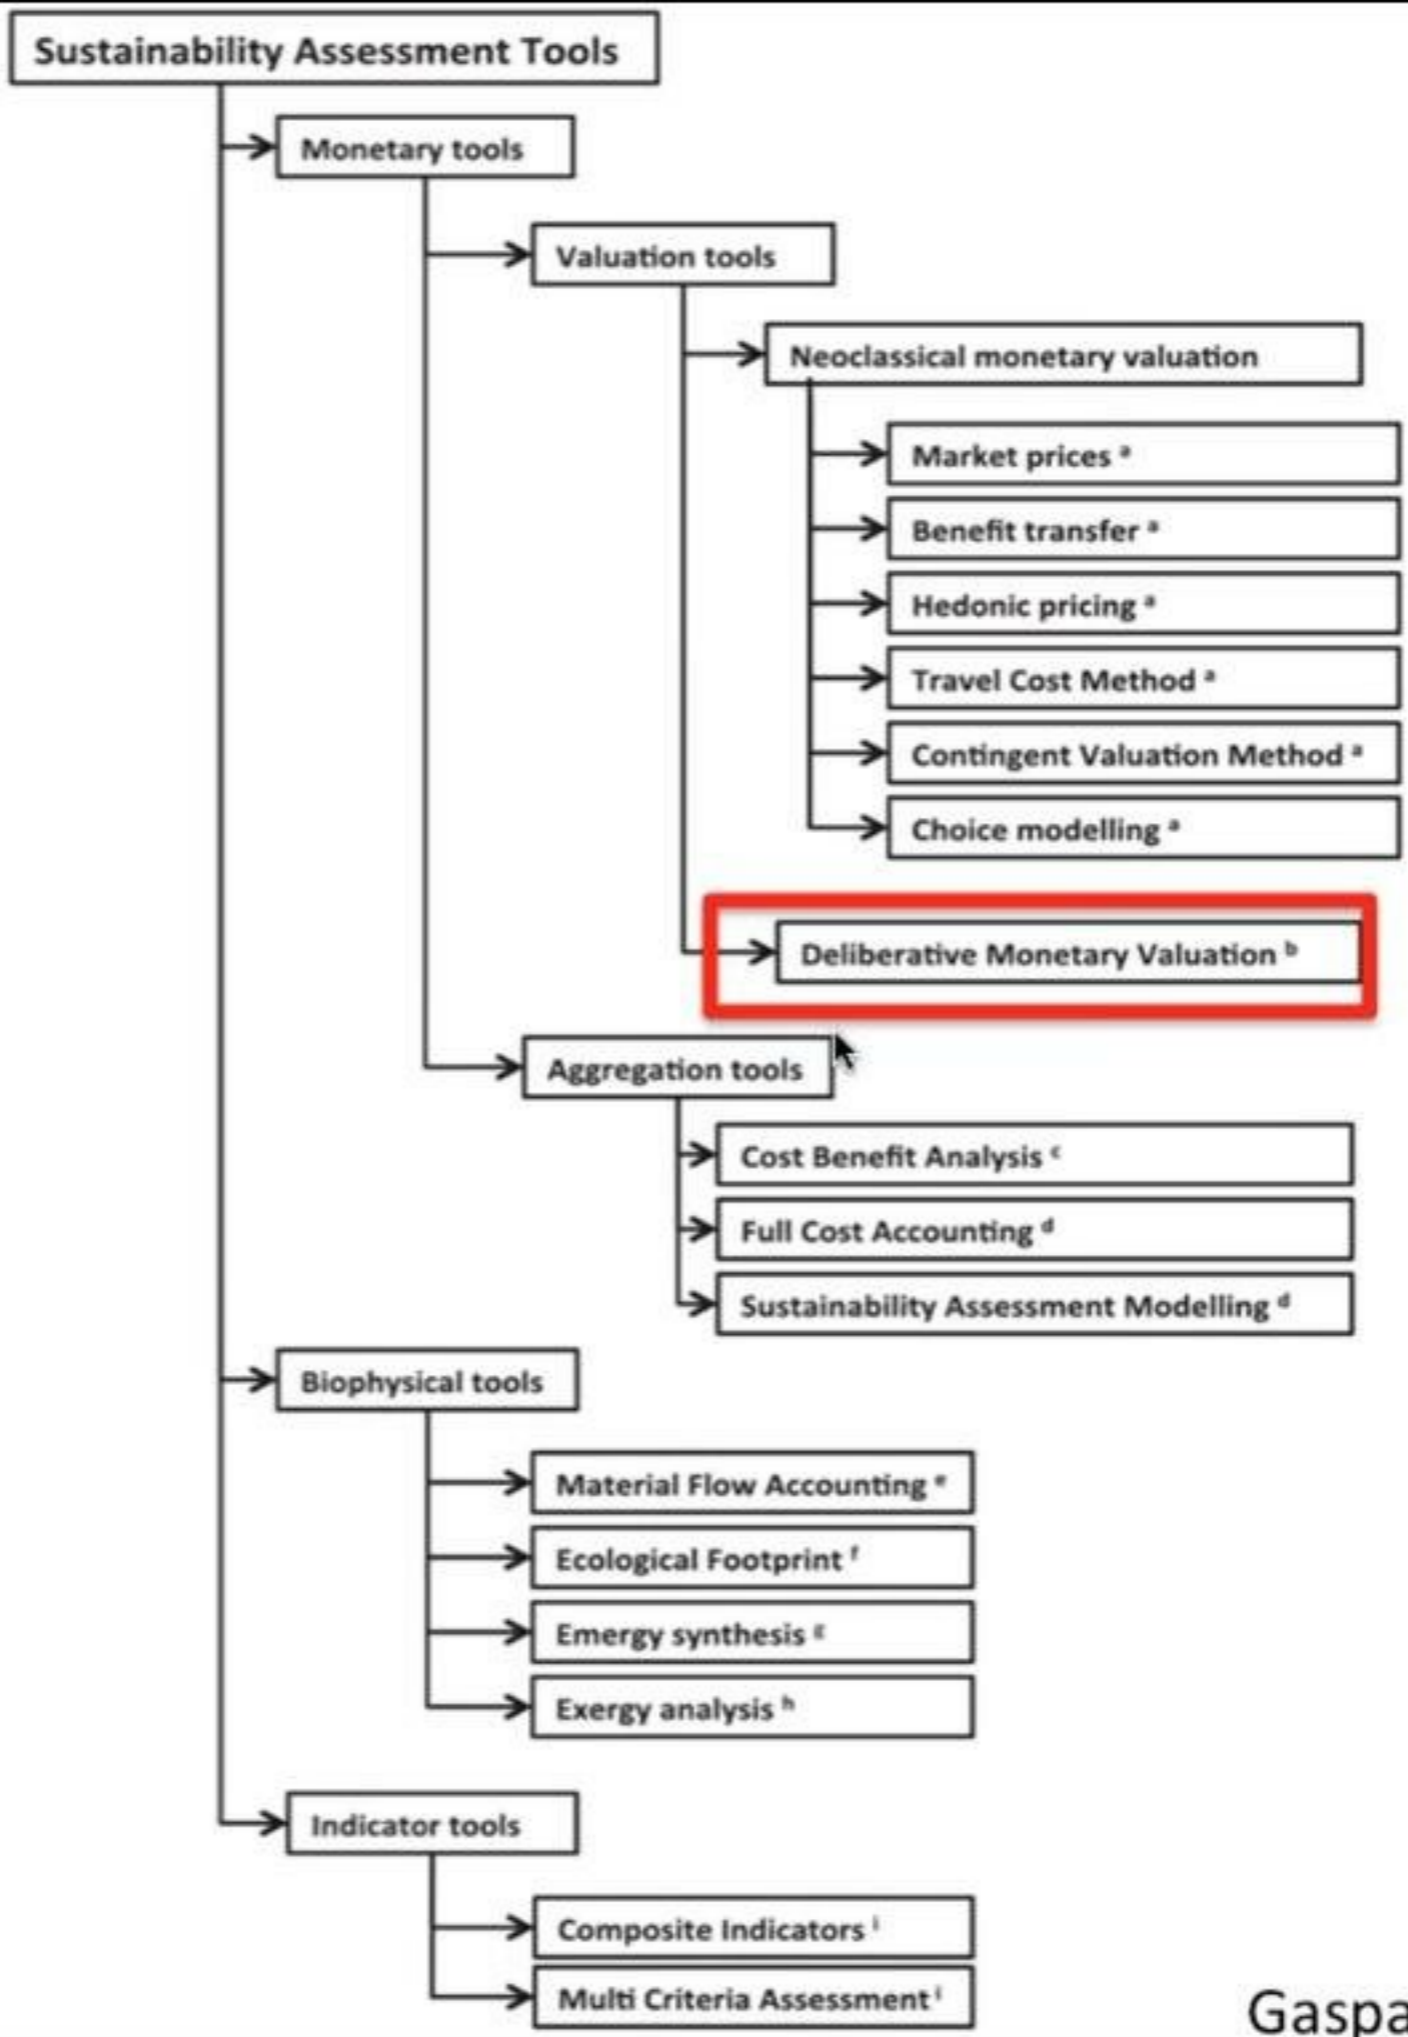 Sustainability Assessment Tools
Monetary tools
Valuation tools
Neoclassical monetary valuation
Market prices ᵃ
Benefit transfer ᵃ
Hedonic pricing ᵃ
Travel Cost Method ᵃ
Contingent Valuation Method ᵃ
Choice modelling ᵃ
Deliberative Monetary Valuation ᵇ
Aggregation tools
Cost Benefit Analysis ᶜ
Full Cost Accounting ᵈ
Sustainability Assessment Modelling ᵈ
Biophysical tools
Material Flow Accounting ᵉ
Ecological Footprint ᶠ
Emergy synthesis ᵍ
Exergy analysis ʰ
Indicator tools
Composite Indicators ⁱ
Multi Criteria Assessment ⁱ
Gaspa